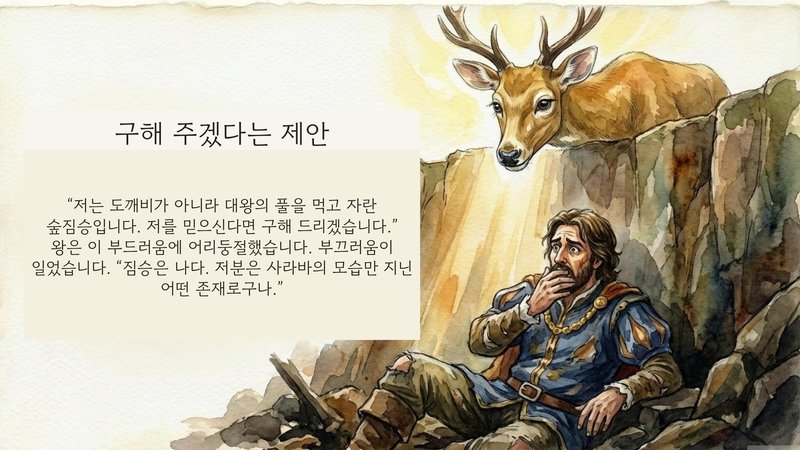 구해 주겠다는 제안
“저는 도깨비가 아니라 대왕의 풀을 먹고 자란
숲짐승입니다. 저를 믿으신다면 구해 드리겠습니다.”
왕은 이 부드러움에 어리둥절했습니다. 부끄러움이
일었습니다. “짐승은 나다. 저분은 사라바의 모습만 지닌
어떤 존재로구나.”